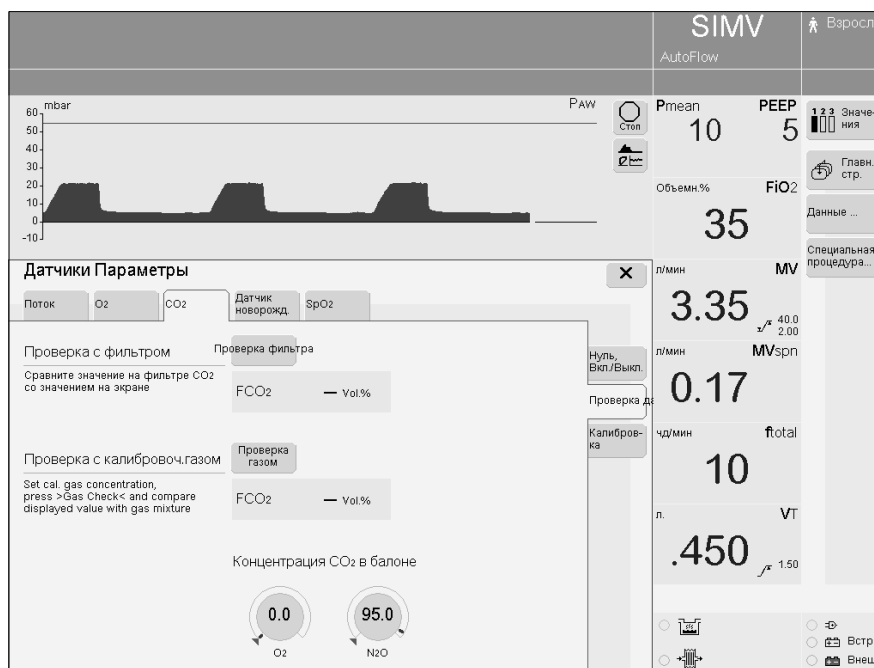 SIMV
Взросл
AutoFlow
mbar
60
50
40
30
20
10
0
-10
PAW
Стоп
Pmean
PEEP
10
5
1 2 3
Значе-
ния
Главн.
стр.
Объемн.%
FiO2
35
Данные ...
Специальная
процедура...
Датчики Параметры
л/мин
MV
3.35
40.0
2.00
Поток
O2
CO2
Датчик
новорожд.
SpO2
Проверка с фильтром
Проверка фильтра
Сравните значение на фильтре CO2
со значением на экране
FCO2
– Vol.%
Нуль,
Вкл./Выкл.
Проверка да
Калибров-
ка
л/мин
MVspn
0.17
Проверка с калибровоч.газом
Проверка
газом
Set cal. gas concentration,
press >Gas Check< and compare
displayed value with gas mixture
FCO2
– Vol.%
чд/мин
ftotal
10
л.
VT
.450
1.50
Концентрация CO2 в балоне
0.0
95.0
O2
N2O
Встр
Внеш